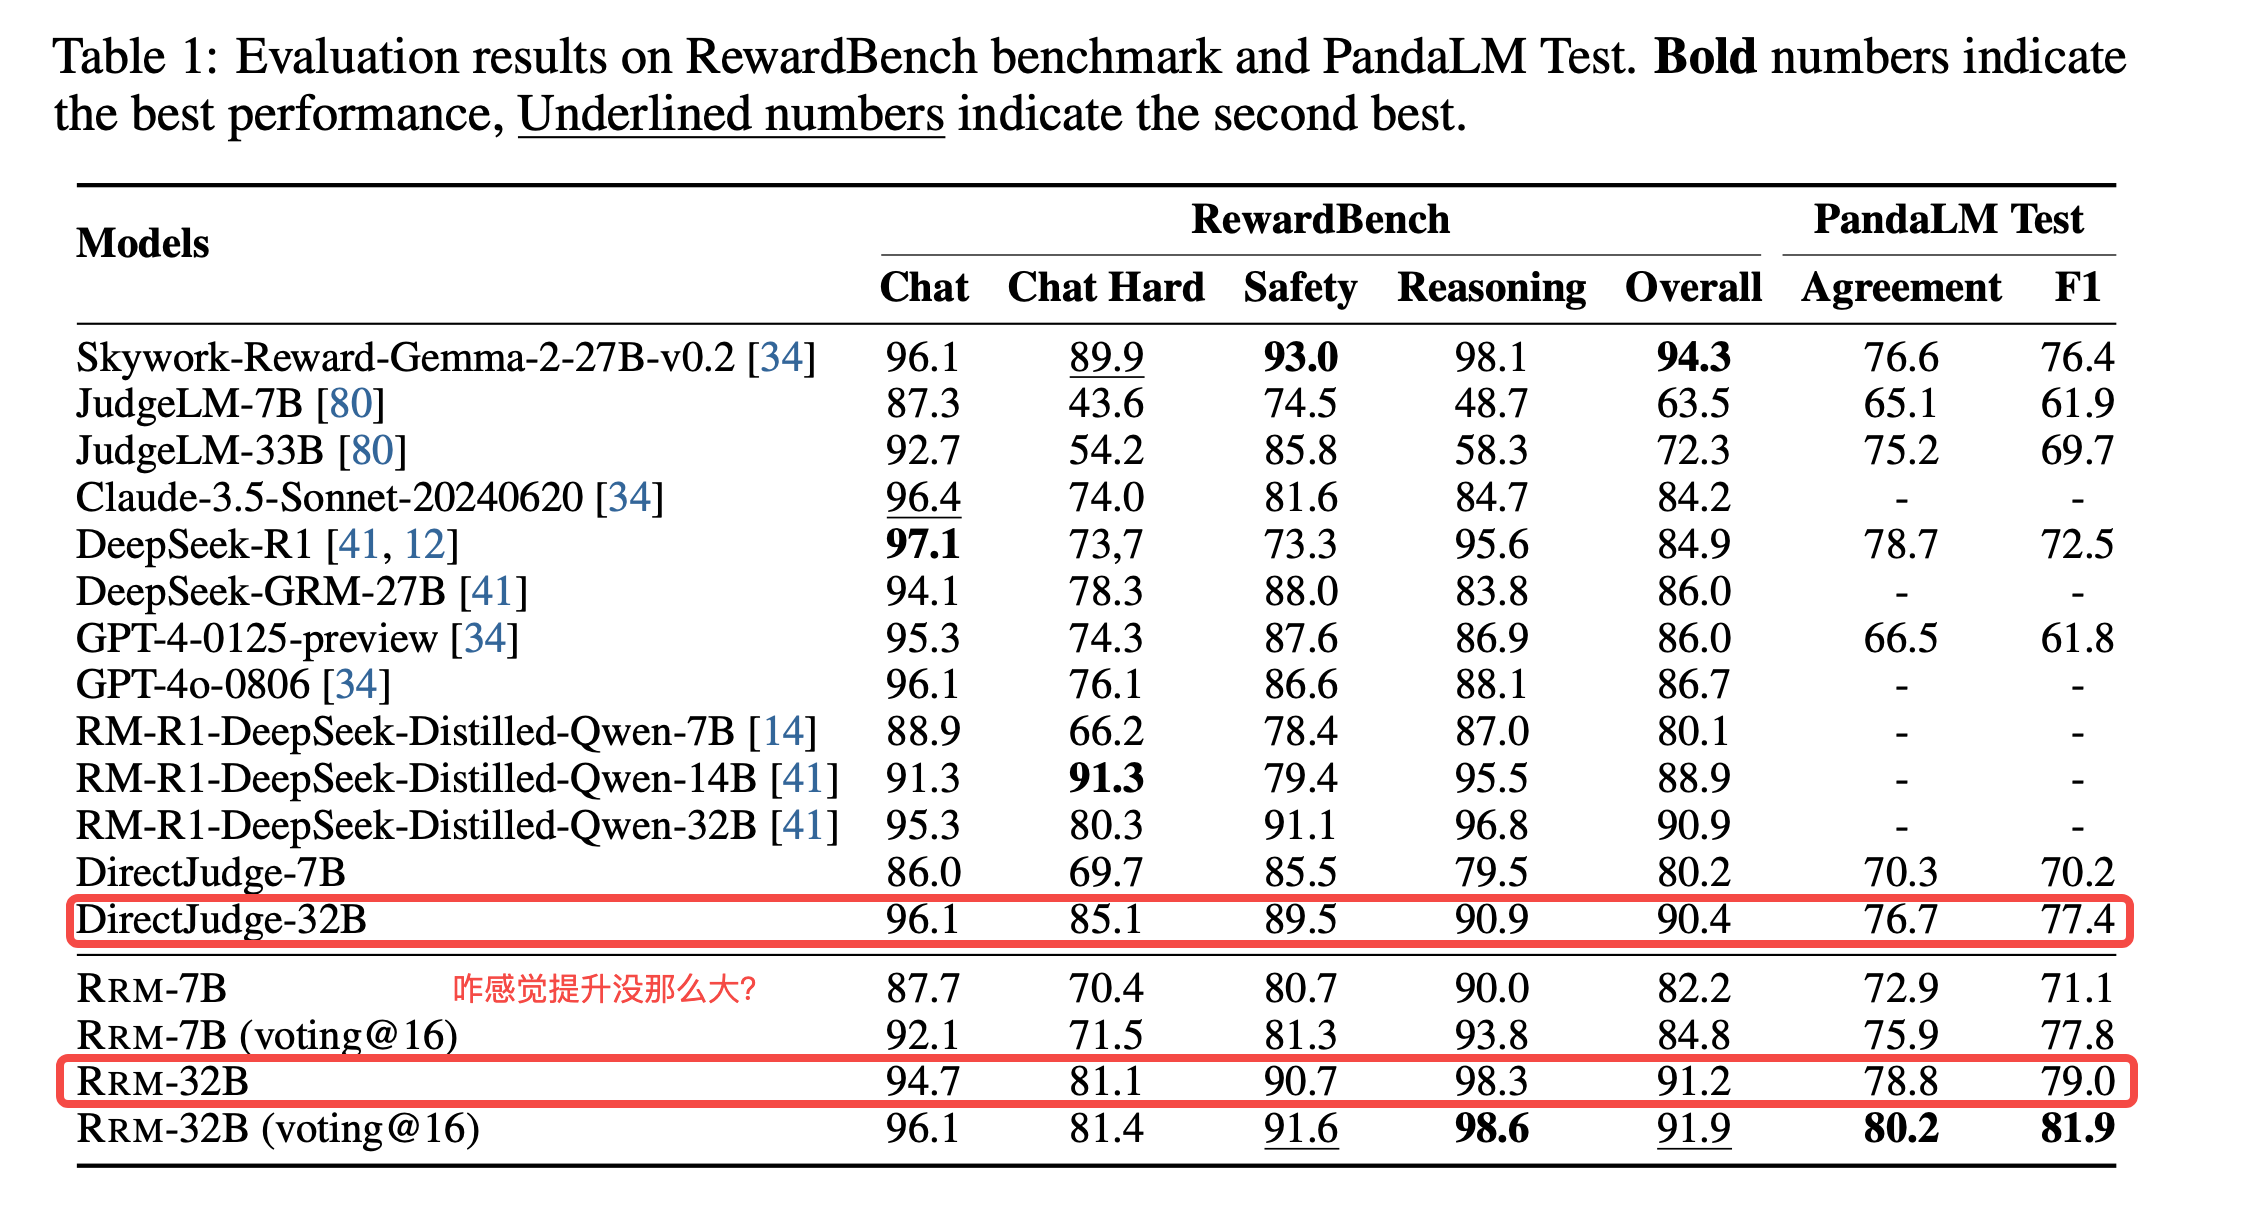 Table 1: Evaluation results on RewardBench benchmark and PandaLM Test. Bold numbers indicate
the best performance, Underlined numbers indicate the second best.
Models RewardBench PandaLM Test
Chat Chat Hard Safety Reasoning Overall Agreement F1
Skywork-Reward-Gemma-2-27B-v0.2 [34] 96.1 89.9 93.0 98.1 94.3 76.6 76.4
JudgeLM-7B [80] 87.3 43.6 74.5 48.7 63.5 65.1 61.9
JudgeLM-33B [80] 92.7 54.2 85.8 58.3 72.3 75.2 69.7
Claude-3.5-Sonnet-20240620 [34] 96.4 74.0 81.6 84.7 84.2 - -
DeepSeek-R1 [41, 12] 97.1 73,7 73.3 95.6 84.9 78.7 72.5
DeepSeek-GRM-27B [41] 94.1 78.3 88.0 83.8 86.0 - -
GPT-4-0125-preview [34] 95.3 74.3 87.6 86.9 86.0 66.5 61.8
GPT-4o-0806 [34] 96.1 76.1 86.6 88.1 86.7 - -
RM-R1-DeepSeek-Distilled-Qwen-7B [14] 88.9 66.2 78.4 87.0 80.1 - -
RM-R1-DeepSeek-Distilled-Qwen-14B [41] 91.3 91.3 79.4 95.5 88.9 - -
RM-R1-DeepSeek-Distilled-Qwen-32B [41] 95.3 80.3 91.1 96.8 90.9 - -
DirectJudge-7B 86.0 69.7 85.5 79.5 80.2 70.3 70.2
DirectJudge-32B 96.1 85.1 89.5 90.9 90.4 76.7 77.4
RRM-7B 咋感觉提升没那么大? 87.7 70.4 80.7 90.0 82.2 72.9 71.1
RRM-7B (voting@16) 92.1 71.5 81.3 93.8 84.8 75.9 77.8
RRM-32B 94.7 81.1 90.7 98.3 91.2 78.8 79.0
RRM-32B (voting@16) 96.1 81.4 91.6 98.6 91.9 80.2 81.9